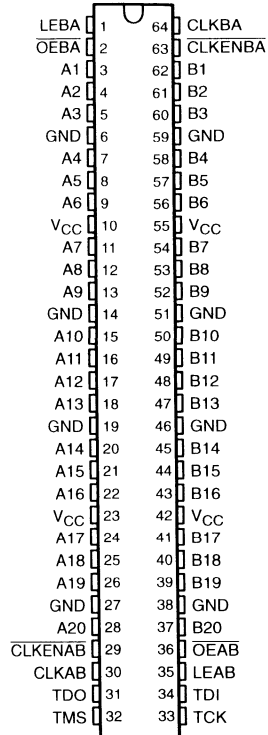 LEBA 1 64 CLKBA
OEBA 2 63 CLKENBA
A1 3 62 B1
A2 4 61 B2
A3 5 60 B3
GND 6 59 GND
A4 7 58 B4
A5 8 57 B5
A6 9 56 B6
VCC 10 55 VCC
A7 11 54 B7
A8 12 53 B8
A9 13 52 B9
GND 14 51 GND
A10 15 50 B10
A11 16 49 B11
A12 17 48 B12
A13 18 47 B13
GND 19 46 GND
A14 20 45 B14
A15 21 44 B15
A16 22 43 B16
VCC 23 42 VCC
A17 24 41 B17
A18 25 40 B18
A19 26 39 B19
GND 27 38 GND
A20 28 37 B20
CLKENAB 29 36 OEAB
CLKAB 30 35 LEAB
TDO 31 34 TDI
TMS 32 33 TCK